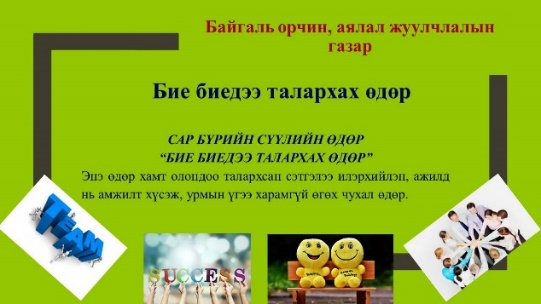 Байгаль орчин, аялал жуулчлалын
газар
Бие биедээ талархах өдөр
САР БҮРИЙН СҮҮЛИЙН ӨДӨР
“БИЕ БИЕДЭЭ ТАЛАРХАХ ӨДӨР”
Энэ өдөр хамт олондоо талархсан сэтгэлээ илэрхийлэн, ажилд
нь амжилт хүсэж, урмын үгээ харамгүй өгөх чухал өдөр.
TEAM
SUCCESS